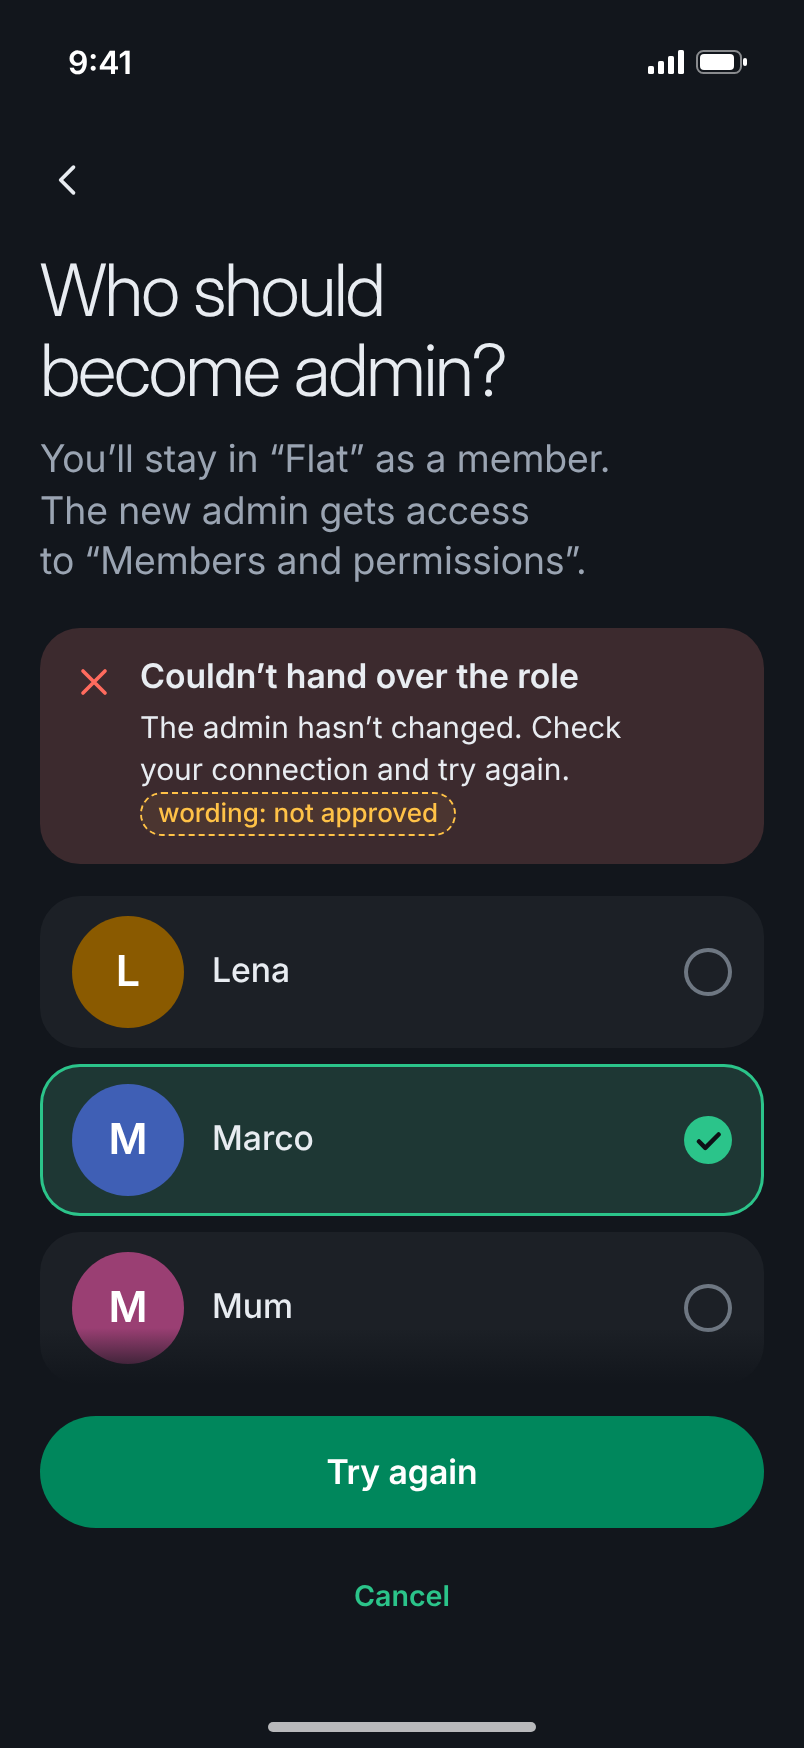 9:41
Who should
become admin?
You’ll stay in “Flat” as a member.
The new admin gets access
to “Members and permissions”.
Couldn’t hand over the role
The admin hasn’t changed. Check
your connection and try again.
wording: not approved
L
Lena
M
Marco
M
Mum
Try again
Cancel